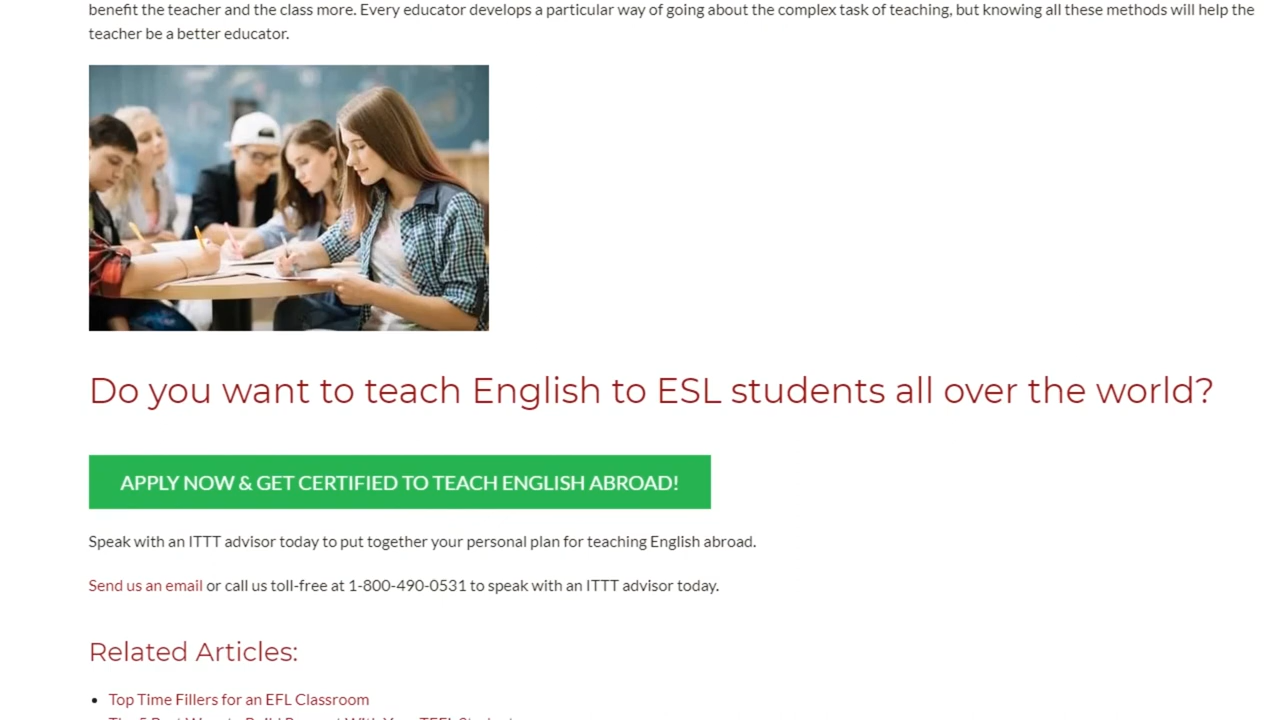 benefit the teacher and the class more. Every educator develops a particular way of going about the complex task of teaching, but knowing all these methods will help the
teacher be a better educator.
Do you want to teach English to ESL students all over the world?
APPLY NOW & GET CERTIFIED TO TEACH ENGLISH ABROAD!
Speak with an ITTT advisor today to put together your personal plan for teaching English abroad.
Send us an email or call us toll-free at 1-800-490-0531 to speak with an ITTT advisor today.
Related Articles:
Top Time Fillers for an EFL Classroom